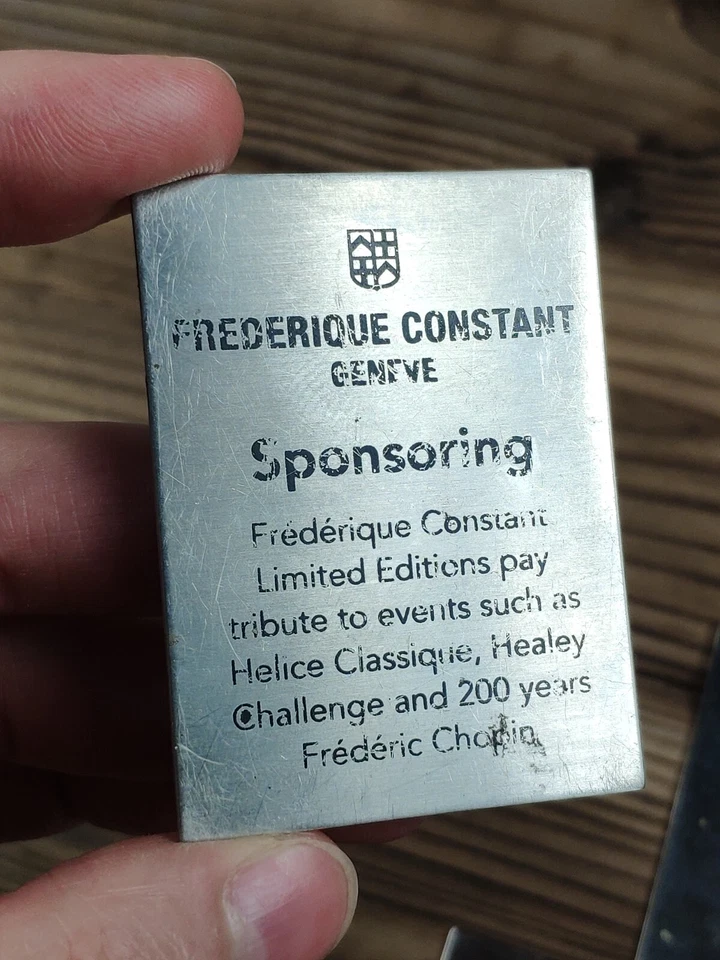 FREDERIQUE CONSTANT
GENEVE
Sponsoring
Frédérique Constant
Limited Editions pay
tribute to events such as
Helice Classique, Healey
Challenge and 200 years
Frédéric Chopin